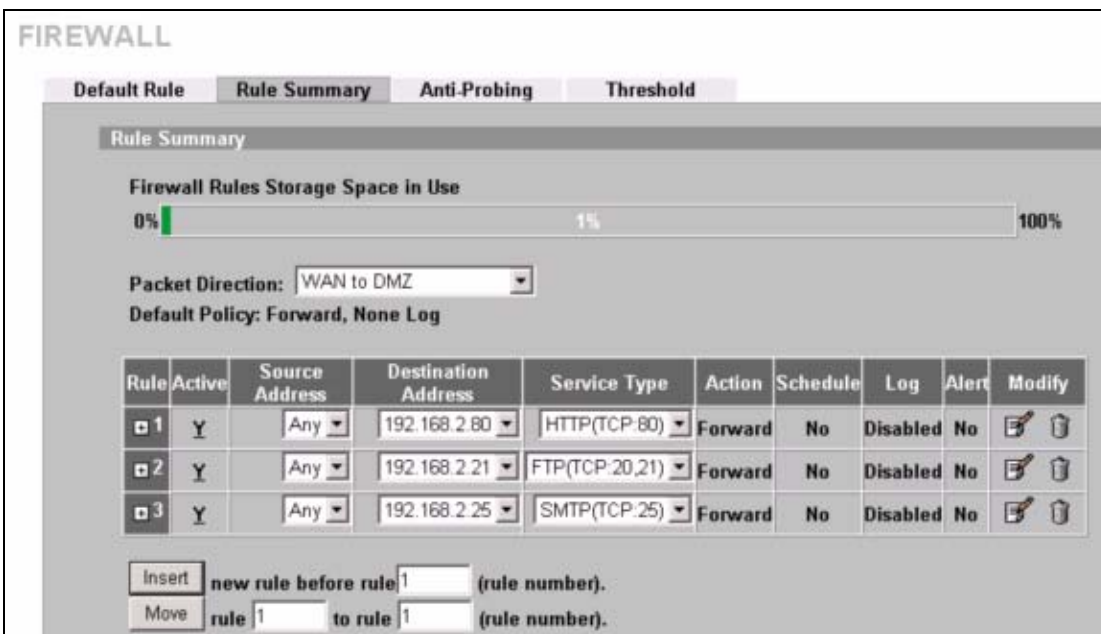 FIREWALL
Default Rule Rule Summary Anti-Probing Threshold
Rule Summary
Firewall Rules Storage Space in Use
0% 1% 100%
Packet Direction: WAN to DMZ
Default Policy: Forward, None Log
Rule Active Source Address Destination Address Service Type Action Schedule Log Alert Modify
1 Y Any 192.168.2.80 HTTP(TCP:80) Forward No Disabled No
2 Y Any 192.168.2.21 FTP(TCP:20,21) Forward No Disabled No
3 Y Any 192.168.2.25 SMTP(TCP:25) Forward No Disabled No
Insert new rule before rule 1 (rule number).
Move rule 1 to rule 1 (rule number).